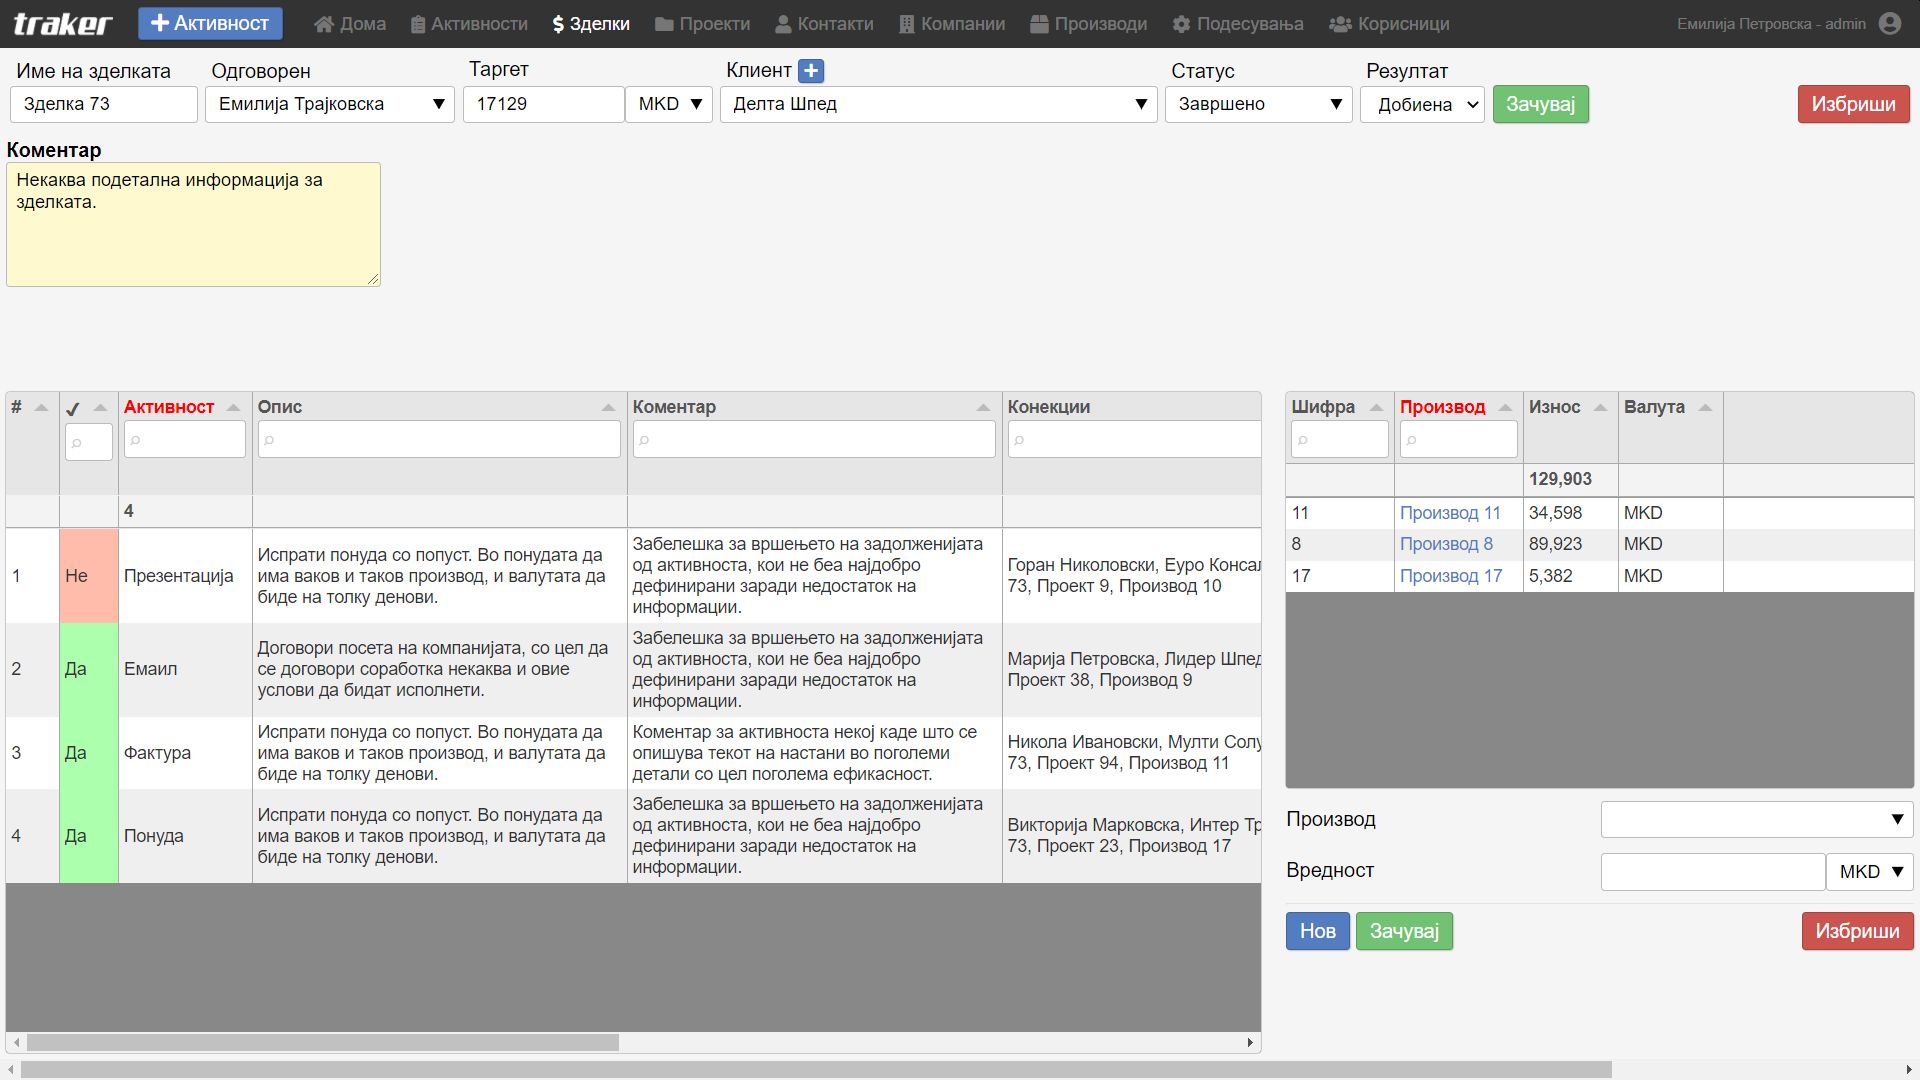 traker
Активност
Дома
Активности
Зделки
Проекти
Контакти
Компании
Производи
Подесувања
Корисници
Емилија Петровска - admin
Име на зделката
Одговорен
Таргет
Клиент
Статус
Резултат
Зделка 73
Емилија Трајковска
17129
MKD
Делта Шпед
Завршено
Добиена
Зачувај
Избриши
Коментар
Некаква подетална информација за
зделката.
#
Активност
Опис
Коментар
Конекции
4
1
Не
Презентација
Испрати понуда со попуст. Во понудата да
има ваков и таков производ, и валутата да
биде на толку денови.
Забелешка за вршењето на задолженијата
од активноста, кои не беа најдобро
дефинирани заради недостаток на
информации.
Горан Николовски, Еуро Консал
73, Проект 9, Производ 10
2
Да
Емаил
Договори посета на компанијата, со цел да
се договори соработка некаква и овие
услови да бидат исполнети.
Забелешка за вршењето на задолженијата
од активноста, кои не беа најдобро
дефинирани заради недостаток на
информации.
Марија Петровска, Лидер Шпед
Проект 38, Производ 9
3
Да
Фактура
Испрати понуда со попуст. Во понудата да
има ваков и таков производ, и валутата да
биде на толку денови.
Коментар за активноста некој каде што се
опишува текот на настани во поголеми
детали со цел поголема ефикасност.
Никола Ивановски, Мулти Солу
73, Проект 94, Производ 11
4
Да
Понуда
Испрати понуда со попуст. Во понудата да
има ваков и таков производ, и валутата да
биде на толку денови.
Забелешка за вршењето на задолженијата
од активноста, кои не беа најдобро
дефинирани заради недостаток на
информации.
Викторија Марковска, Интер Тр
73, Проект 23, Производ 17
Шифра
Производ
Износ
Валута
129,903
11
Производ 11
34,598
MKD
8
Производ 8
89,923
MKD
17
Производ 17
5,382
MKD
Производ
Вредност
MKD
Нов
Зачувај
Избриши